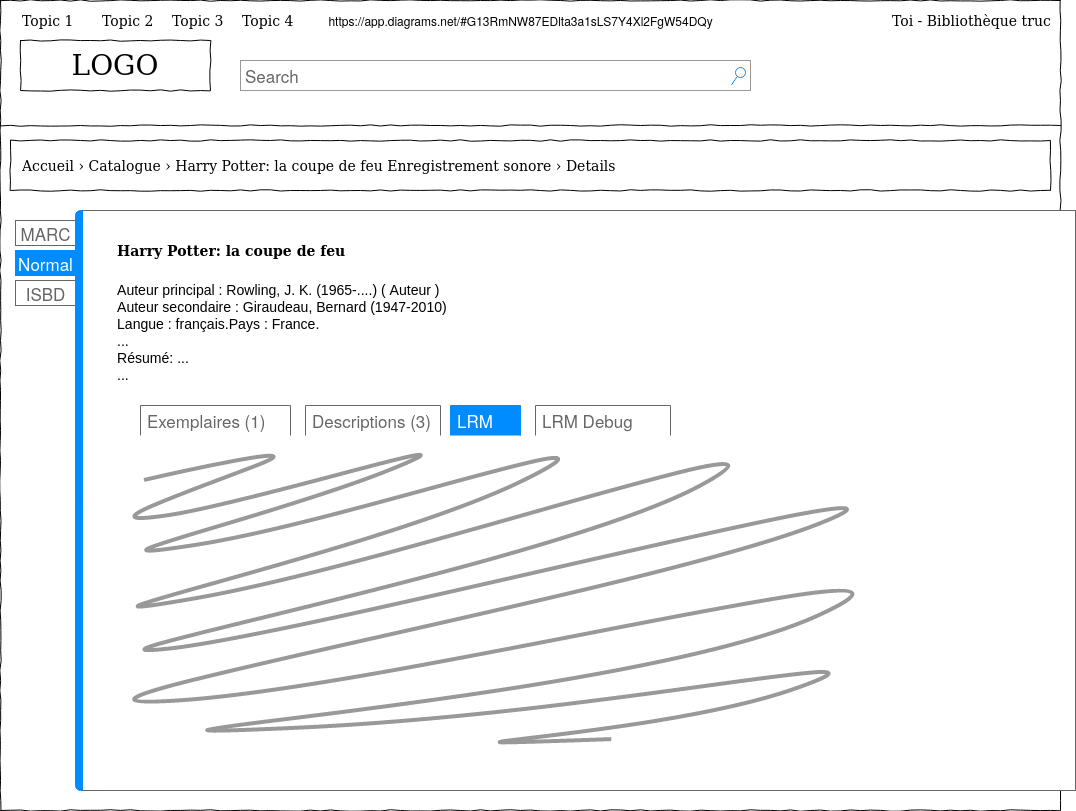 Topic 1 Topic 2 Topic 3 Topic 4 https://app.diagrams.net/#G13RmNW87EDlta3a1sLS7Y4Xl2FgW54DQy Toi - Bibliothèque truc
LOGO
Search
Accueil › Catalogue › Harry Potter: la coupe de feu Enregistrement sonore › Details
MARC
Normal
ISBD
Harry Potter: la coupe de feu
Auteur principal : Rowling, J. K. (1965-....) ( Auteur )
Auteur secondaire : Giraudeau, Bernard (1947-2010)
Langue : français.Pays : France.
...
Résumé: ...
...
Exemplaires (1) Descriptions (3) LRM LRM Debug